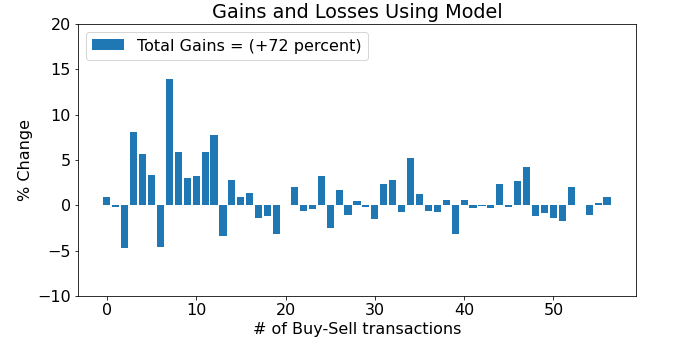 Gains and Losses Using Model
Total Gains = (+72 percent)
20
15
10
5
0
−5
−10
% Change
0 10 20 30 40 50
# of Buy-Sell transactions